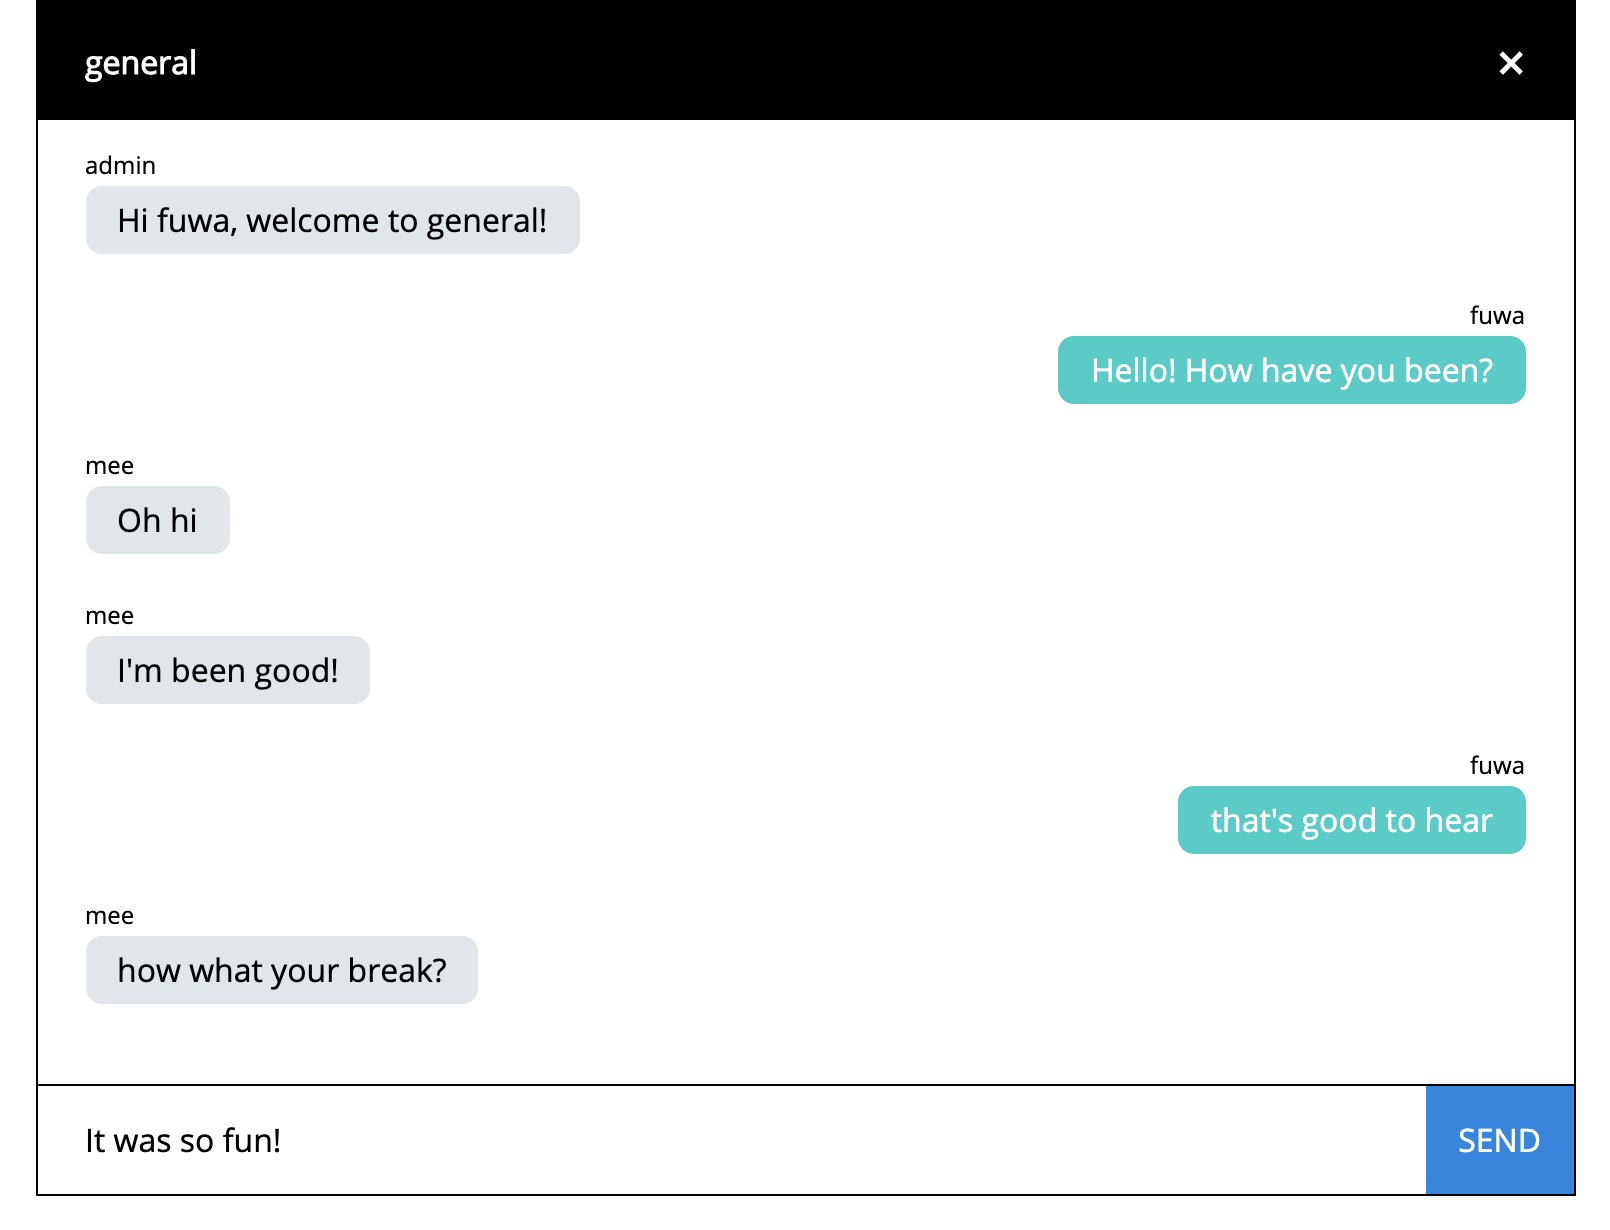 general
admin
Hi fuwa, welcome to general!
fuwa
Hello! How have you been?
mee
Oh hi
mee
I'm been good!
fuwa
that's good to hear
mee
how what your break?
It was so fun!
SEND